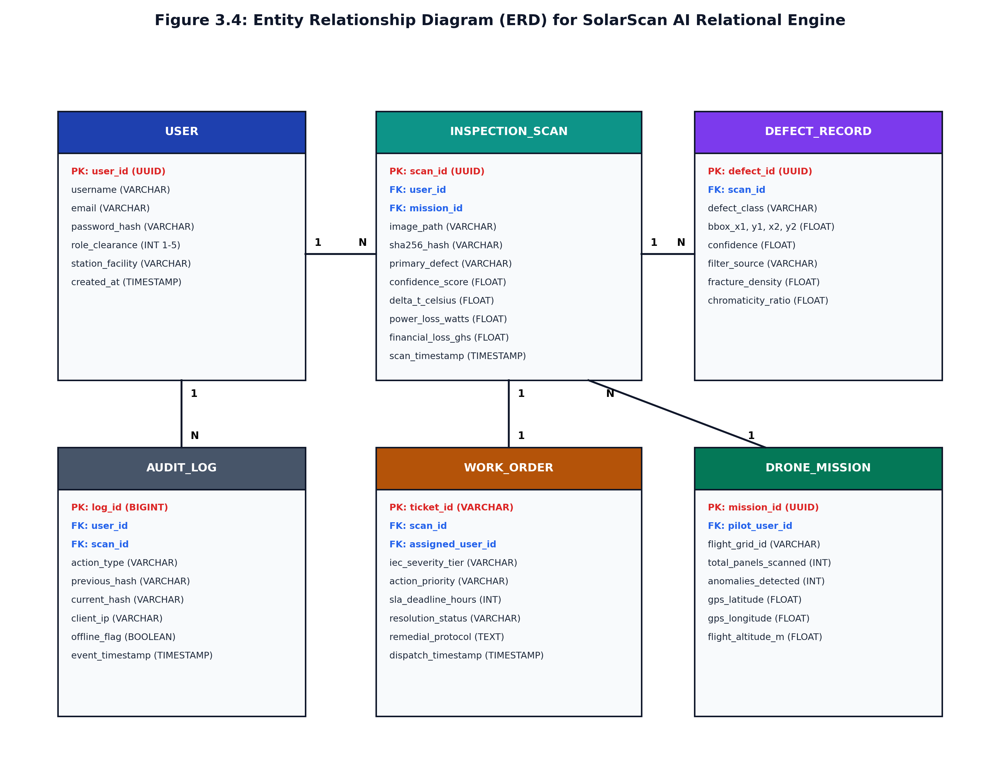 Figure 3.4: Entity Relationship Diagram (ERD) for SolarScan AI Relational Engine
USER
PK: user_id (UUID)
username (VARCHAR)
email (VARCHAR)
password_hash (VARCHAR)
role_clearance (INT 1-5)
station_facility (VARCHAR)
created_at (TIMESTAMP)
1
N
INSPECTION_SCAN
PK: scan_id (UUID)
FK: user_id
FK: mission_id
image_path (VARCHAR)
sha256_hash (VARCHAR)
primary_defect (VARCHAR)
confidence_score (FLOAT)
delta_t_celsius (FLOAT)
power_loss_watts (FLOAT)
financial_loss_ghs (FLOAT)
scan_timestamp (TIMESTAMP)
1
N
DEFECT_RECORD
PK: defect_id (UUID)
FK: scan_id
defect_class (VARCHAR)
bbox_x1, y1, x2, y2 (FLOAT)
confidence (FLOAT)
filter_source (VARCHAR)
fracture_density (FLOAT)
chromaticity_ratio (FLOAT)
1
N
1
1
N
1
AUDIT_LOG
PK: log_id (BIGINT)
FK: user_id
FK: scan_id
action_type (VARCHAR)
previous_hash (VARCHAR)
current_hash (VARCHAR)
client_ip (VARCHAR)
offline_flag (BOOLEAN)
event_timestamp (TIMESTAMP)
WORK_ORDER
PK: ticket_id (VARCHAR)
FK: scan_id
FK: assigned_user_id
iec_severity_tier (VARCHAR)
action_priority (VARCHAR)
sla_deadline_hours (INT)
resolution_status (VARCHAR)
remedial_protocol (TEXT)
dispatch_timestamp (TIMESTAMP)
DRONE_MISSION
PK: mission_id (UUID)
FK: pilot_user_id
flight_grid_id (VARCHAR)
total_panels_scanned (INT)
anomalies_detected (INT)
gps_latitude (FLOAT)
gps_longitude (FLOAT)
flight_altitude_m (FLOAT)